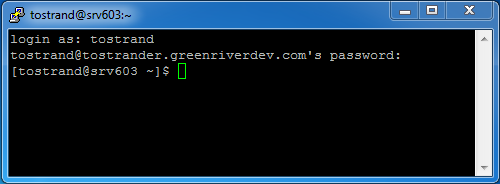 tostrand@srv603:~
login as: tostrand
tostrand@tostrander.greenriverdev.com's password:
[tostrand@srv603 ~]$